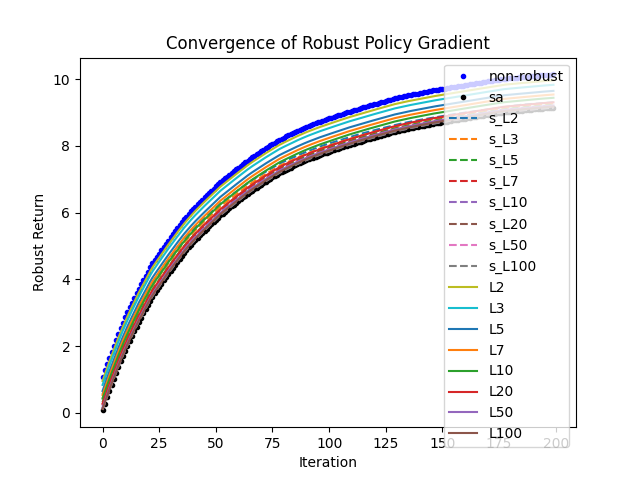 Convergence of Robust Policy Gradient
Robust Return
10
8
6
4
2
0
0 25 50 75 100 125 150 175 200
Iteration
non-robust
sa
s_L2
s_L3
s_L5
s_L7
s_L10
s_L20
s_L50
s_L100
L2
L3
L5
L7
L10
L20
L50
L100